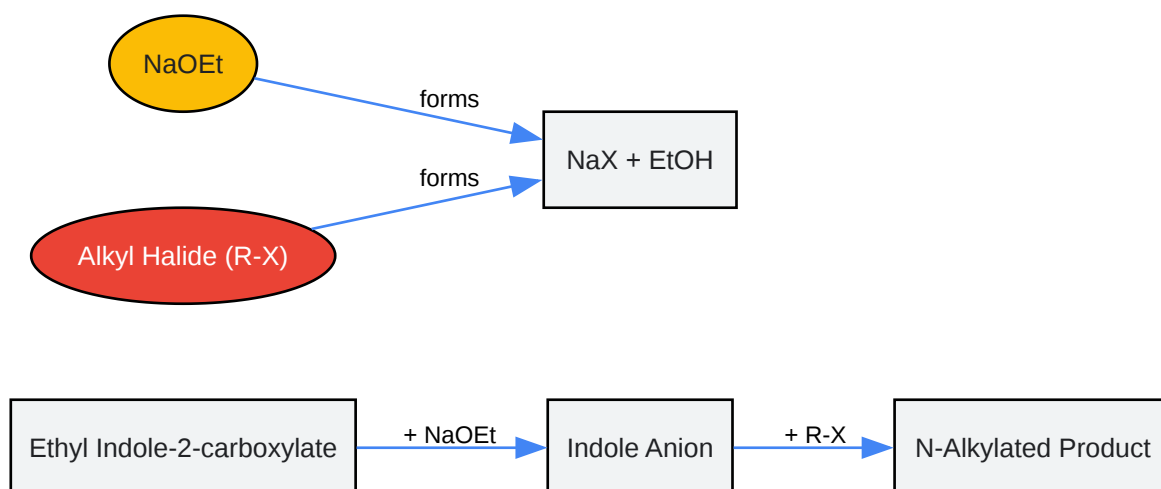 NaOEt
forms
NaX + EtOH
forms
Alkyl Halide (R-X)
Ethyl Indole-2-carboxylate
+ NaOEt
Indole Anion
+ R-X
N-Alkylated Product